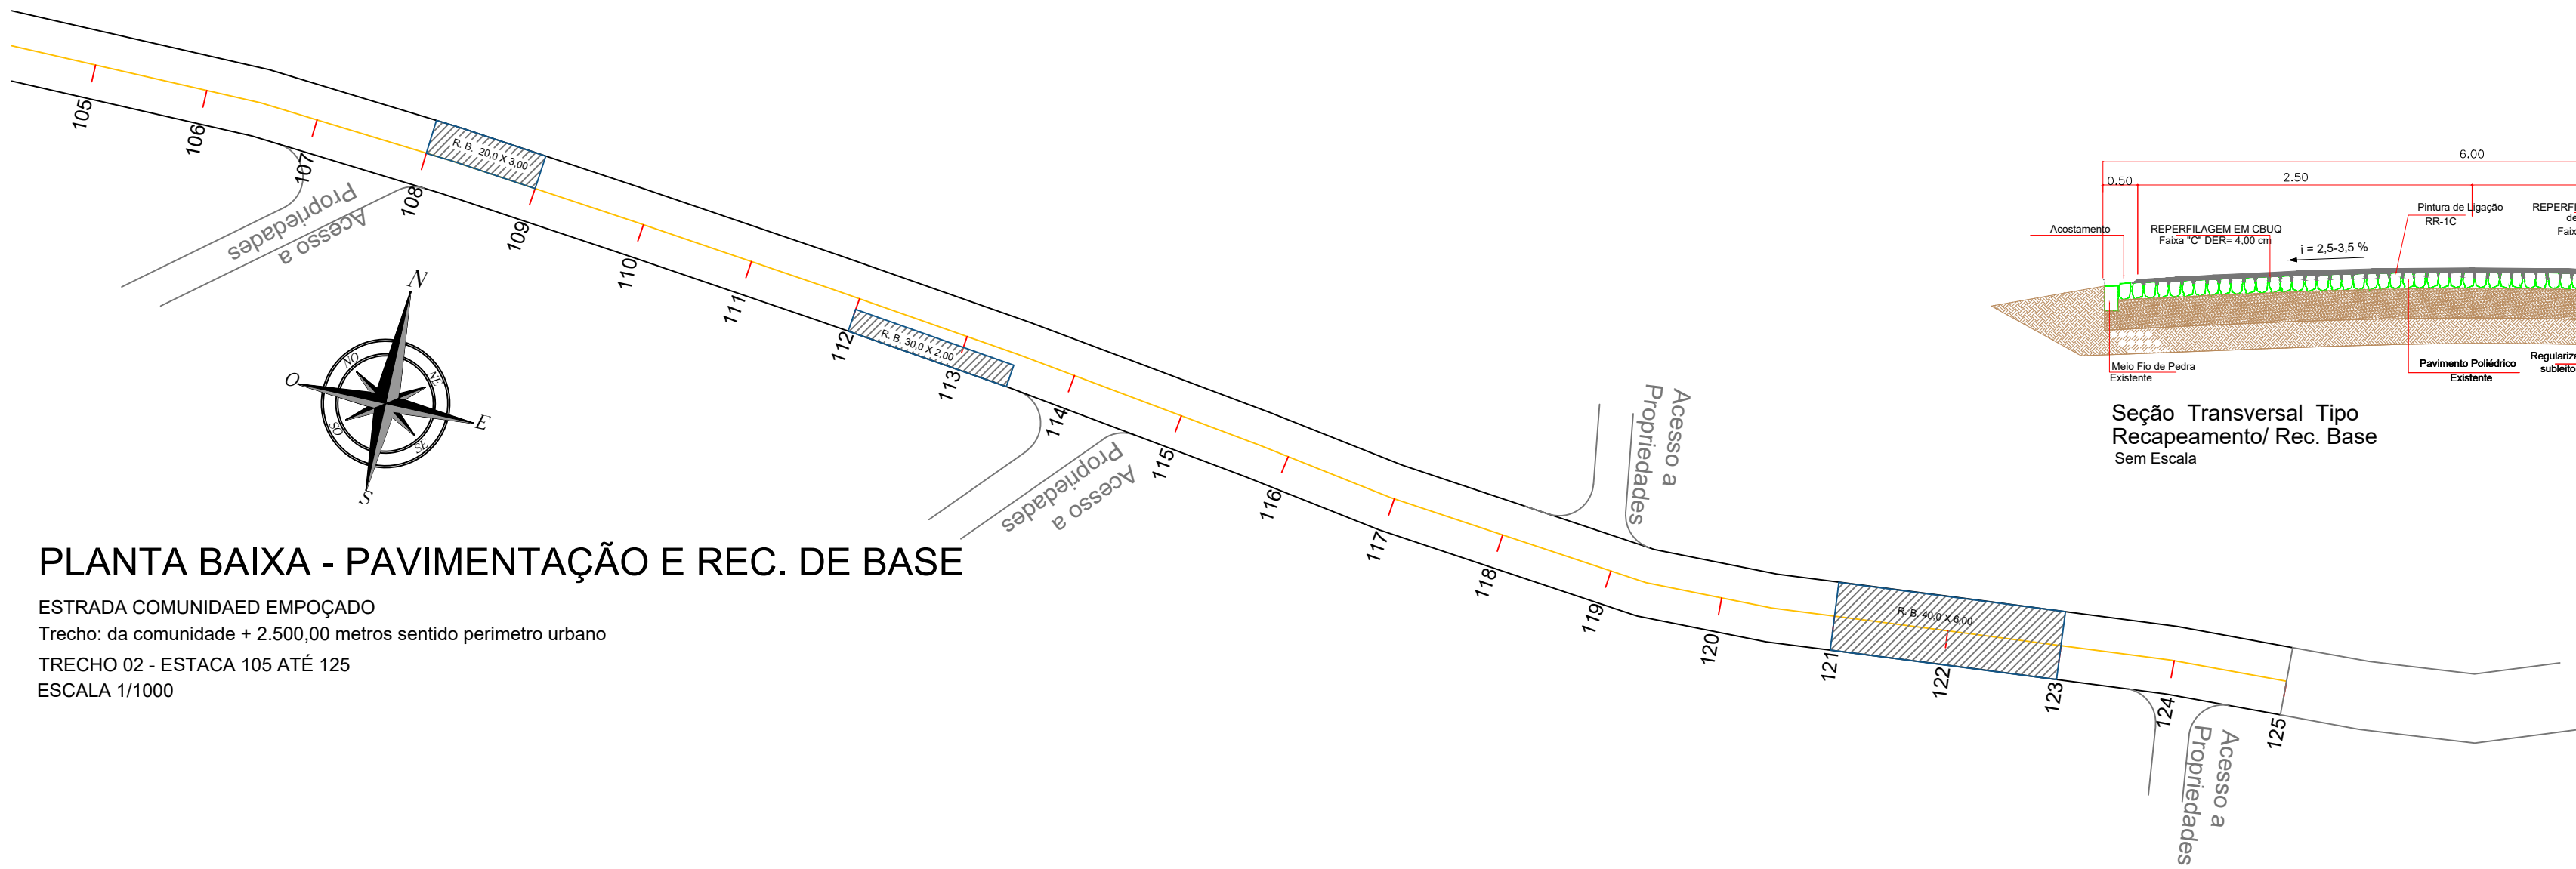 105
106
107
108
109
110
111
112
113
114
115
116
117
118
119
120
121
122
123
124
125
R. B. 20,0 X 3,00
R. B. 30,0 X 2,00
R. B. 40,0 X 6,00
Acesso a
Propriedades
Acesso a
Propriedades
Acesso a
Propriedades
Acesso a
Propriedades
N
NE
E
SE
S
SO
O
NO
PLANTA BAIXA - PAVIMENTAÇÃO E REC. DE BASE
ESTRADA COMUNIDAED EMPOÇADO
Trecho: da comunidade + 2.500,00 metros sentido perimetro urbano
TRECHO 02 - ESTACA 105 ATÉ 125
ESCALA 1/1000
6.00
0.50
2.50
Acostamento
REPERFILAGEM EM CBUQ
Faixa "C" DER= 4,00 cm
i = 2,5-3,5 %
Pintura de Ligação
RR-1C
REPERFI
de
Faix
Meio Fio de Pedra
Existente
Pavimento Poliédrico
Existente
Regulariza
subleito
Seção Transversal Tipo
Recapeamento/ Rec. Base
Sem Escala